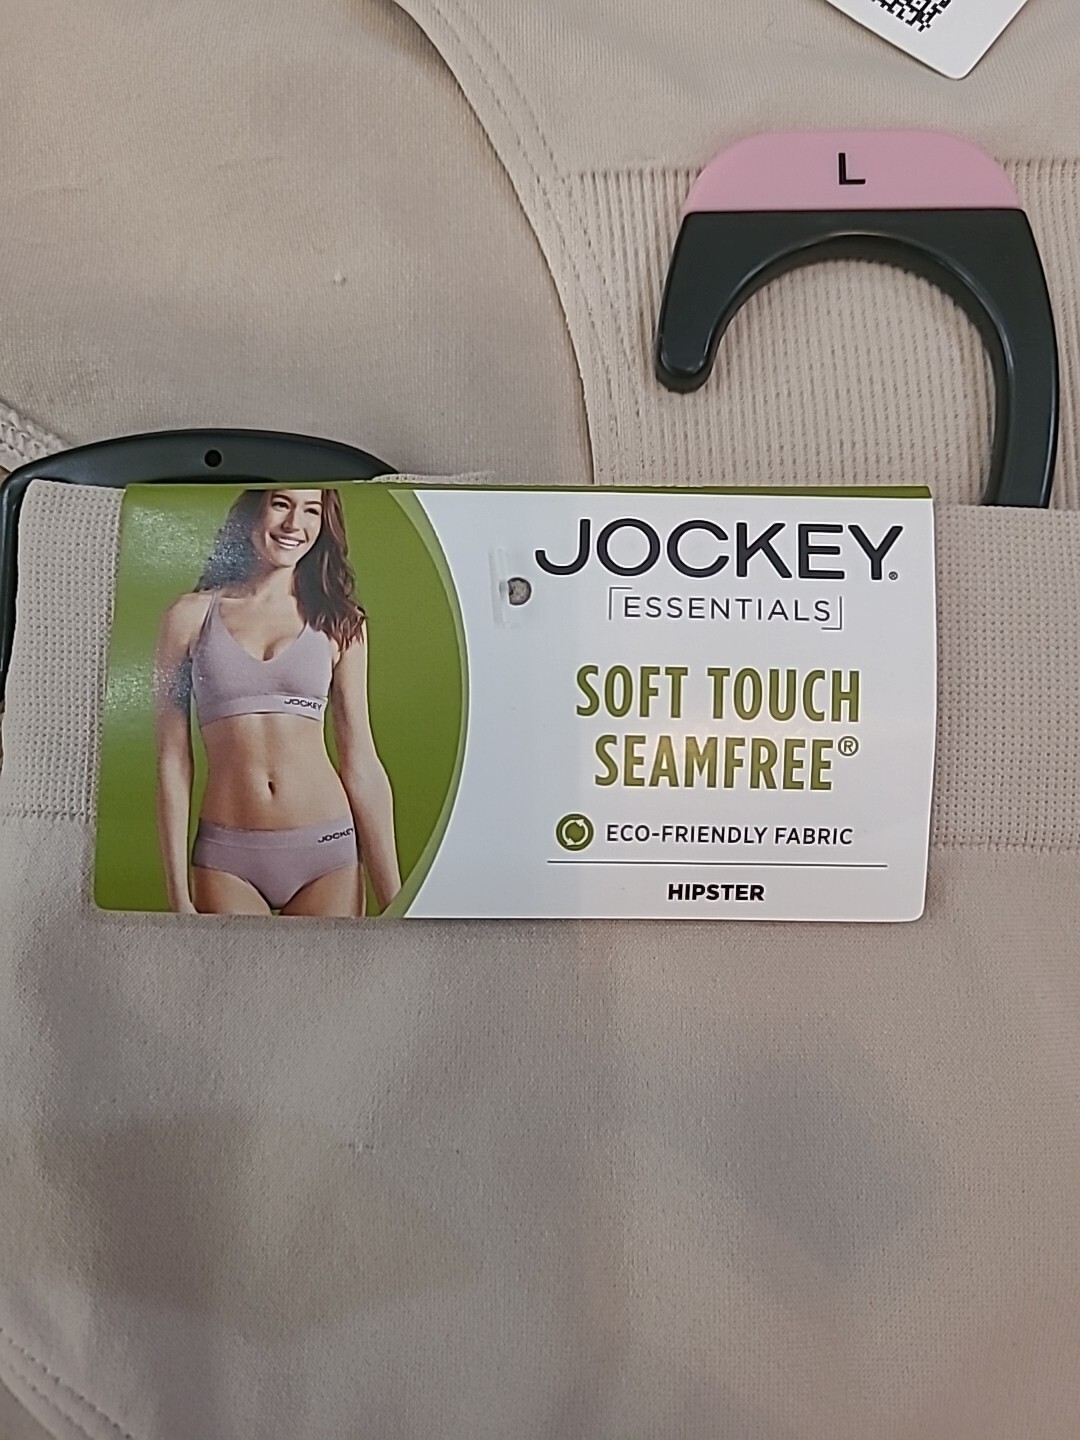 L
JOCKEY®
ESSENTIALS
SOFT TOUCH
SEAMFREE®
ECO-FRIENDLY FABRIC
HIPSTER
JOCKEY
JOCKEY